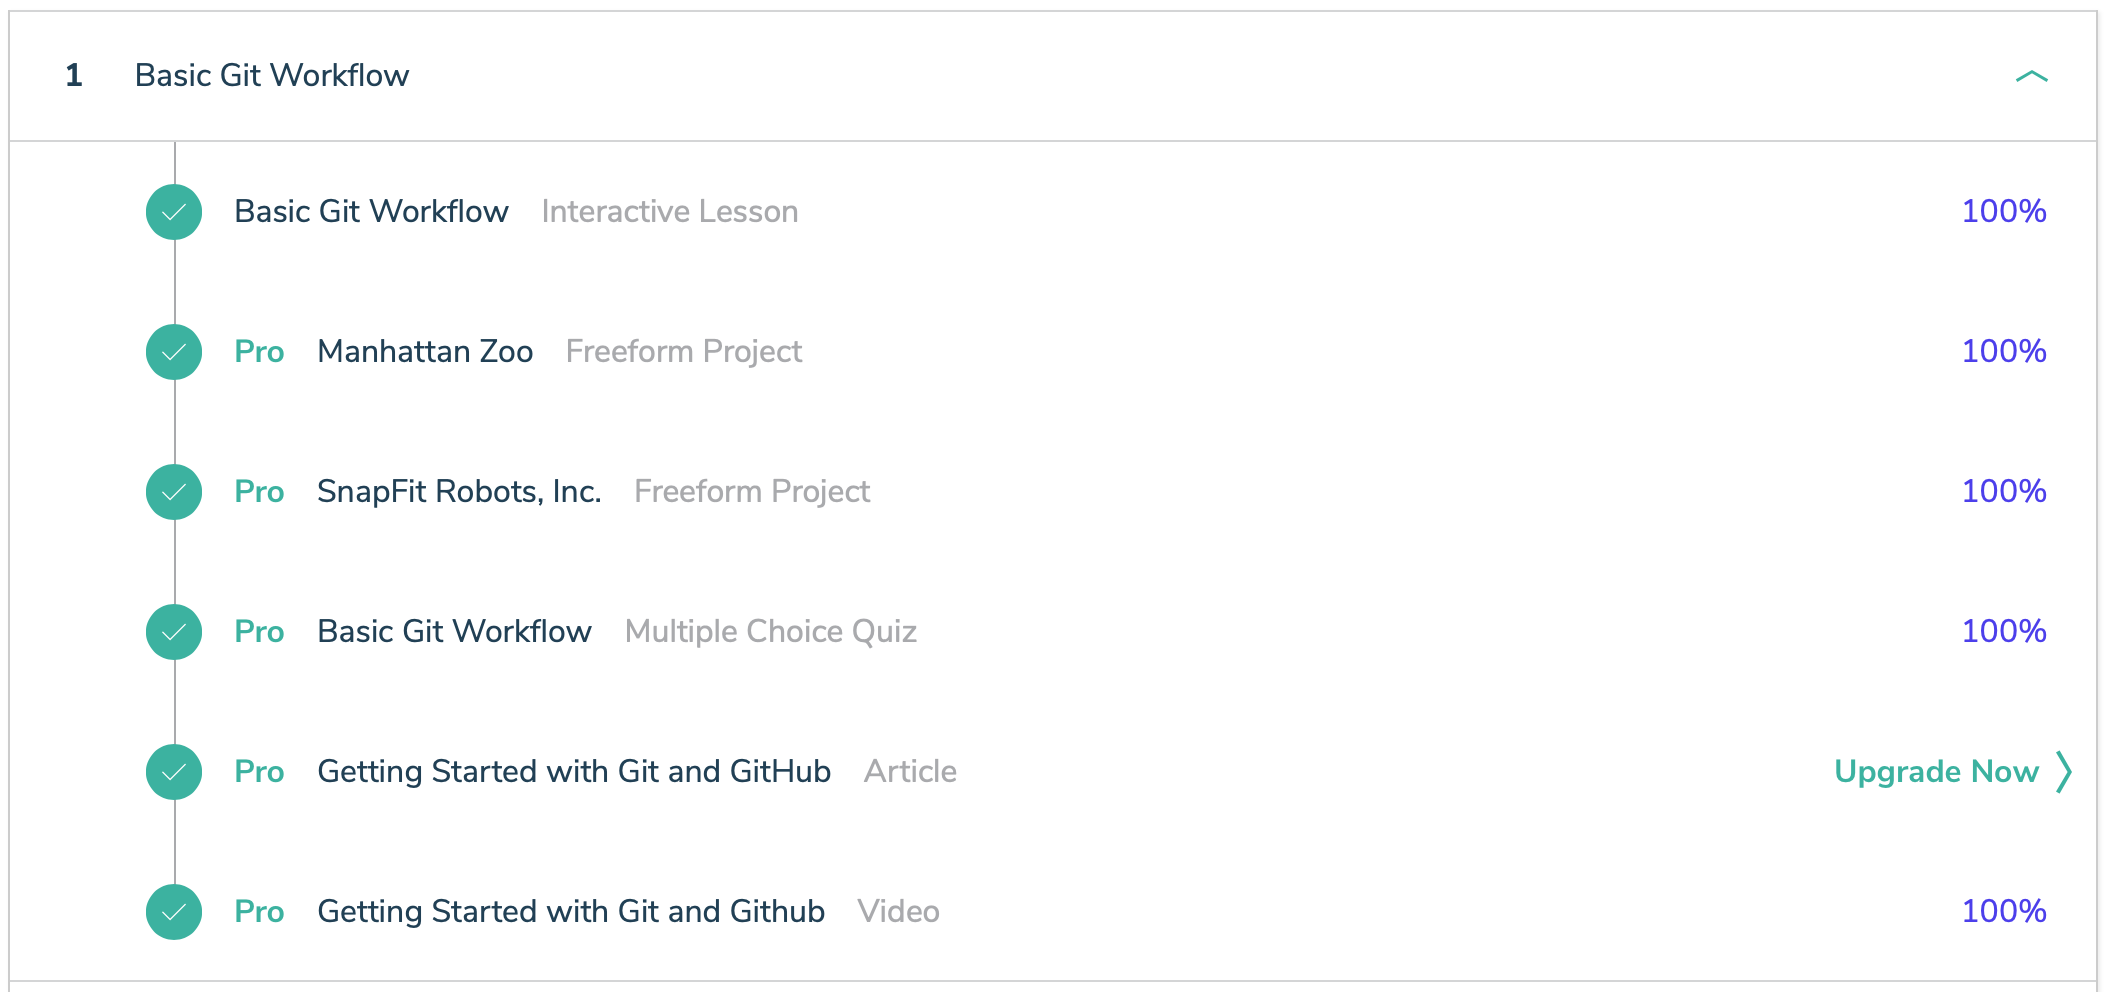 1 Basic Git Workflow
Basic Git Workflow Interactive Lesson 100%
Pro Manhattan Zoo Freeform Project 100%
Pro SnapFit Robots, Inc. Freeform Project 100%
Pro Basic Git Workflow Multiple Choice Quiz 100%
Pro Getting Started with Git and GitHub Article Upgrade Now
Pro Getting Started with Git and Github Video 100%